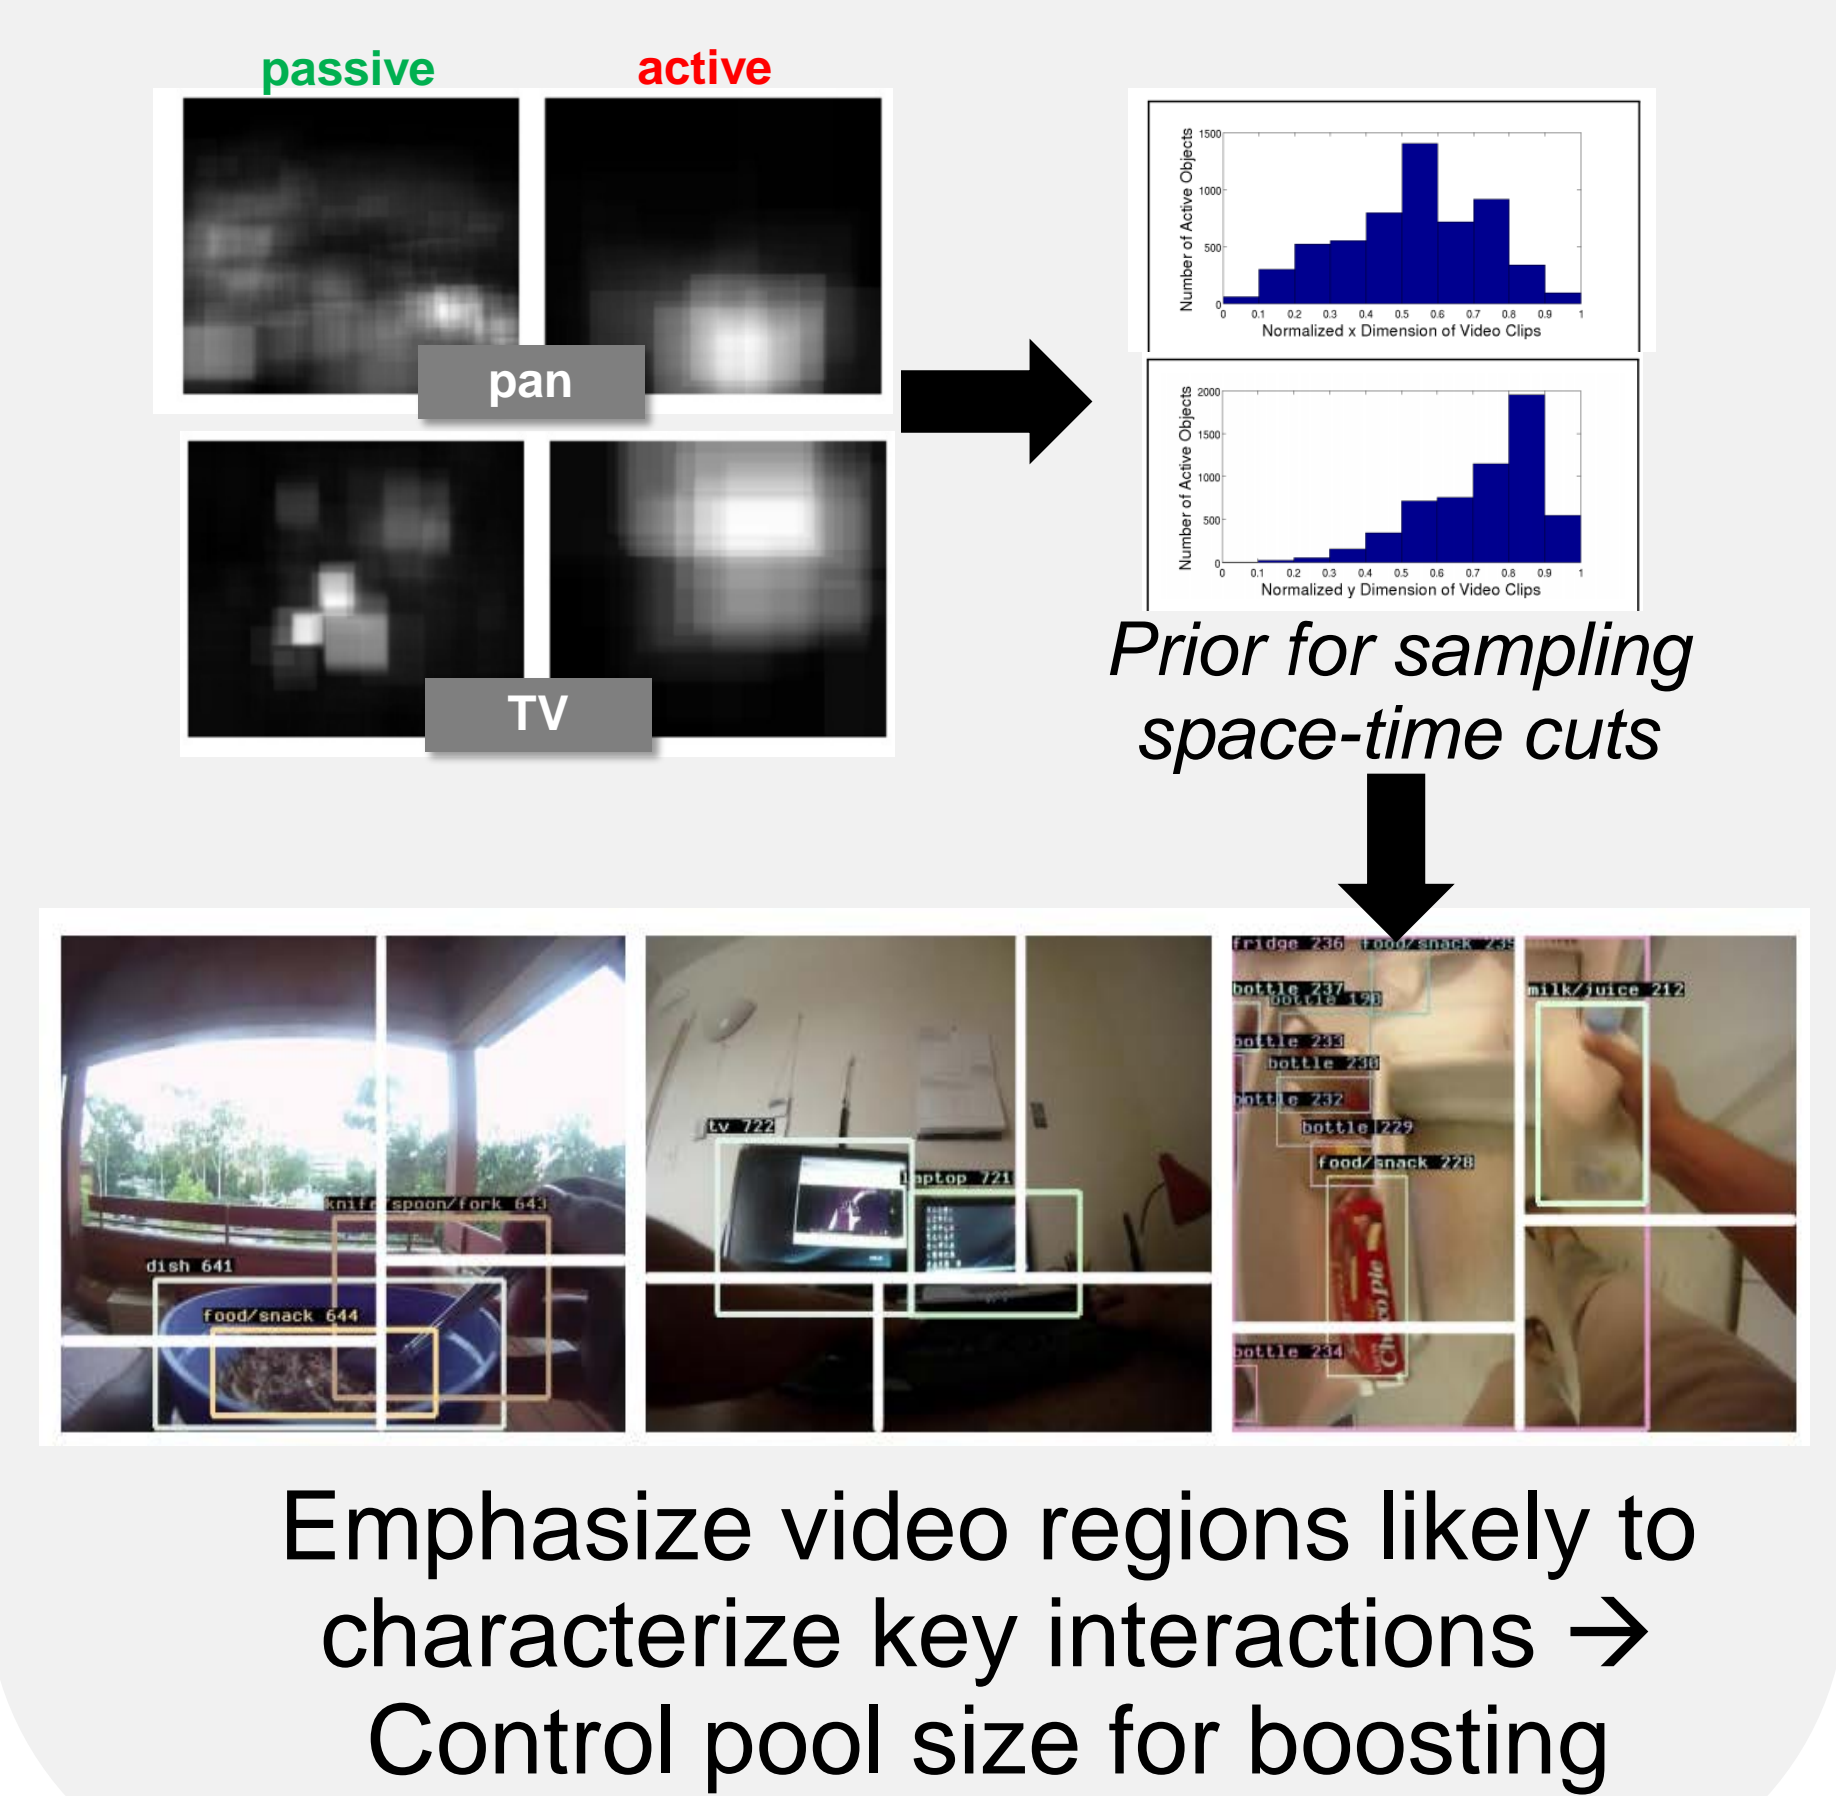 passive
active
pan
TV
Number of Active Objects
1500
1000
500
0
0 0.1 0.2 0.3 0.4 0.5 0.6 0.7 0.8 0.9 1
Normalized x Dimension of Video Clips
Number of Active Objects
2000
1500
1000
500
0
0 0.1 0.2 0.3 0.4 0.5 0.6 0.7 0.8 0.9 1
Normalized y Dimension of Video Clips
Prior for sampling
space-time cuts
knife/spoon/fork 643
dish 641
food/snack 644
tv 722
laptop 721
fridge 236
food/snack 235
bottle 237
bottle 190
milk/juice 212
bottle 233
bottle 230
bottle 232
bottle 229
food/snack 228
Choco Pie
bottle 234
Emphasize video regions likely to
characterize key interactions →
Control pool size for boosting